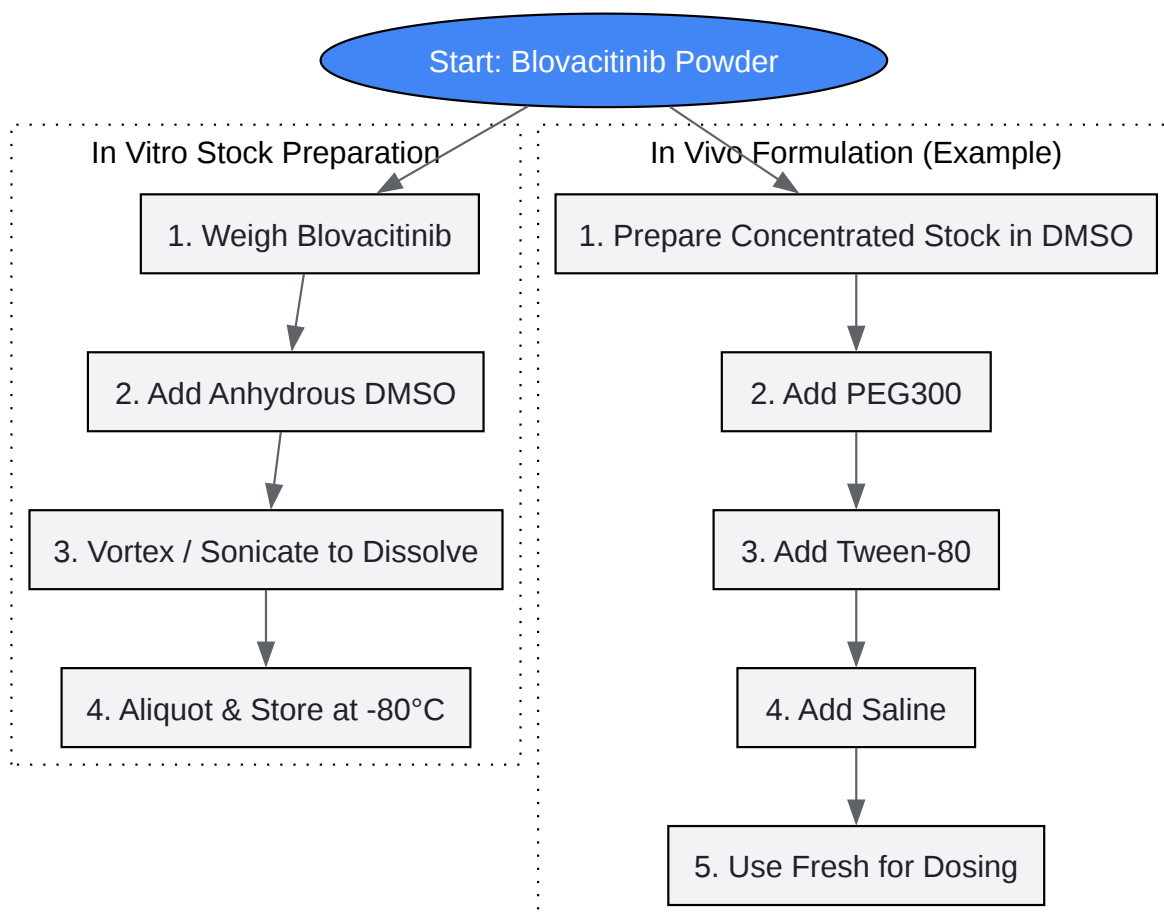 Start: Blovacitinib Powder
In Vitro Stock Preparation
1. Weigh Blovacitinib
2. Add Anhydrous DMSO
3. Vortex / Sonicate to Dissolve
4. Aliquot & Store at -80°C
In Vivo Formulation (Example)
1. Prepare Concentrated Stock in DMSO
2. Add PEG300
3. Add Tween-80
4. Add Saline
5. Use Fresh for Dosing